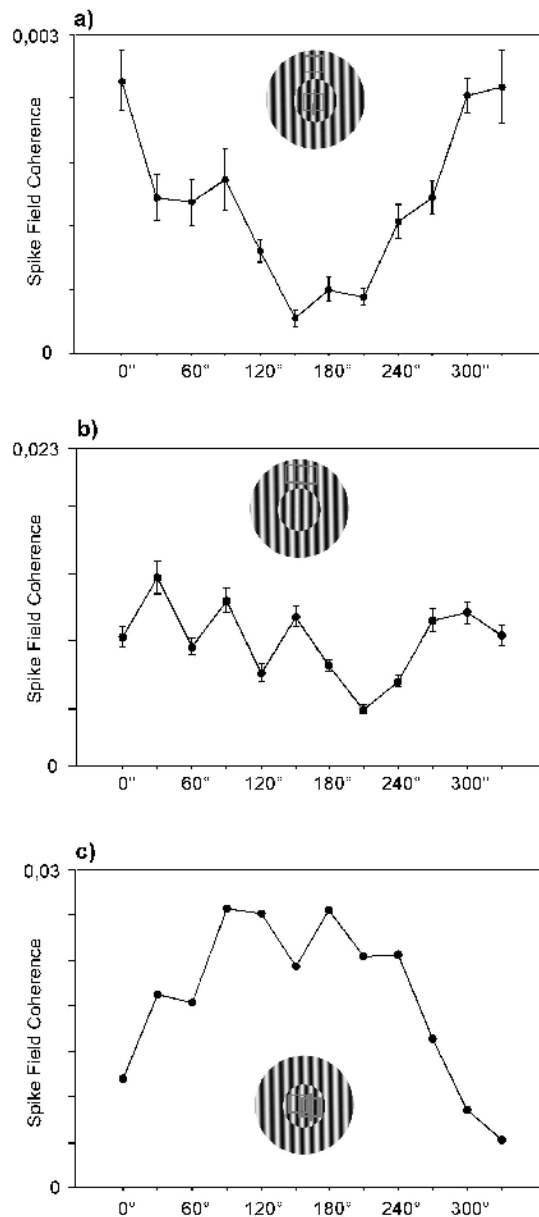 a)
0,003
Spike Field Coherence
0
0" 60° 120° 180° 240° 300"
b)
0,023
Spike Field Coherence
0
0" 60° 120° 180° 240° 300"
c)
0,03
Spike Field Coherence
0
0° 60° 120° 180° 240° 300°